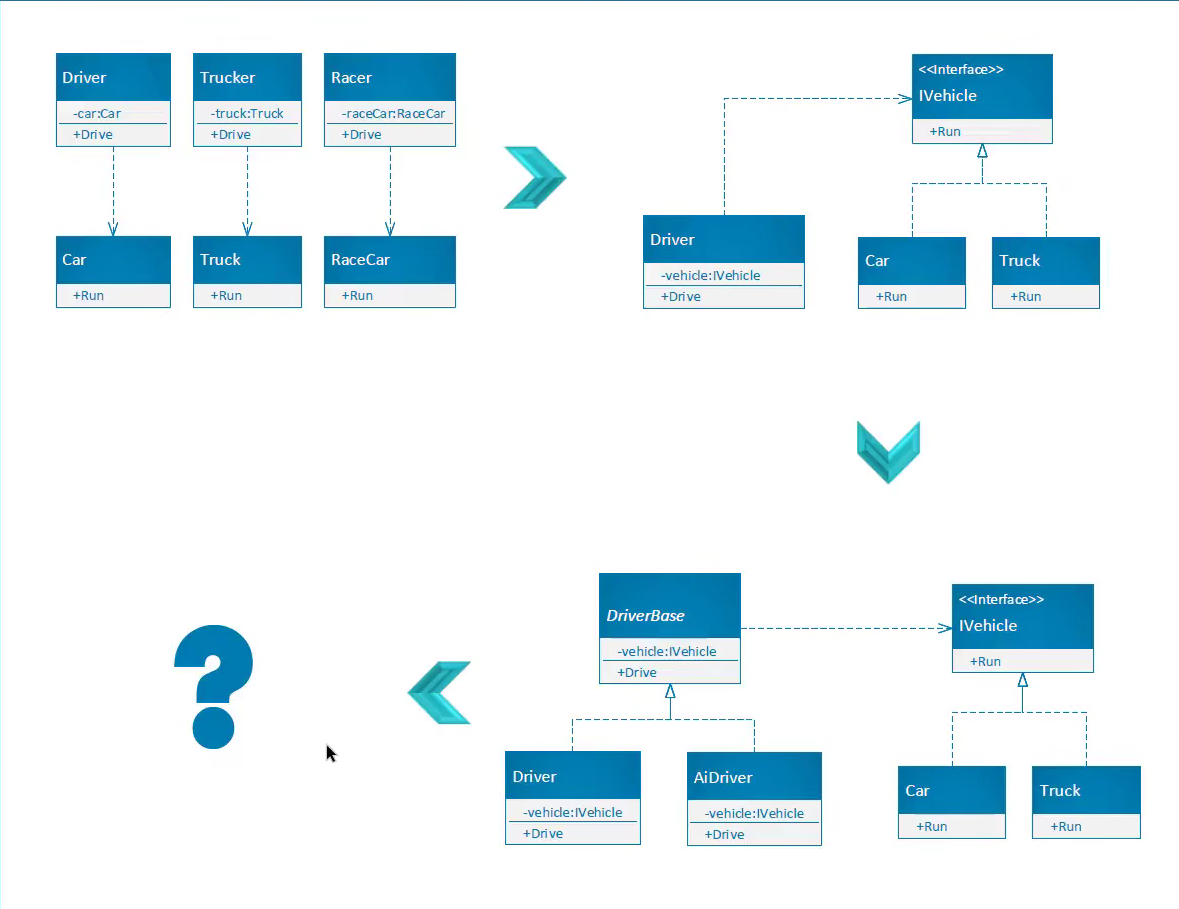 Driver
-car:Car
+Drive
Trucker
-truck:Truck
+Drive
Racer
-raceCar:RaceCar
+Drive
Car
+Run
Truck
+Run
RaceCar
+Run
<<Interface>>
IVehicle
+Run
Driver
-vehicle:IVehicle
+Drive
Car
+Run
Truck
+Run
DriverBase
-vehicle:IVehicle
+Drive
<<Interface>>
IVehicle
+Run
Driver
-vehicle:IVehicle
+Drive
AiDriver
-vehicle:IVehicle
+Drive
Car
+Run
Truck
+Run
?